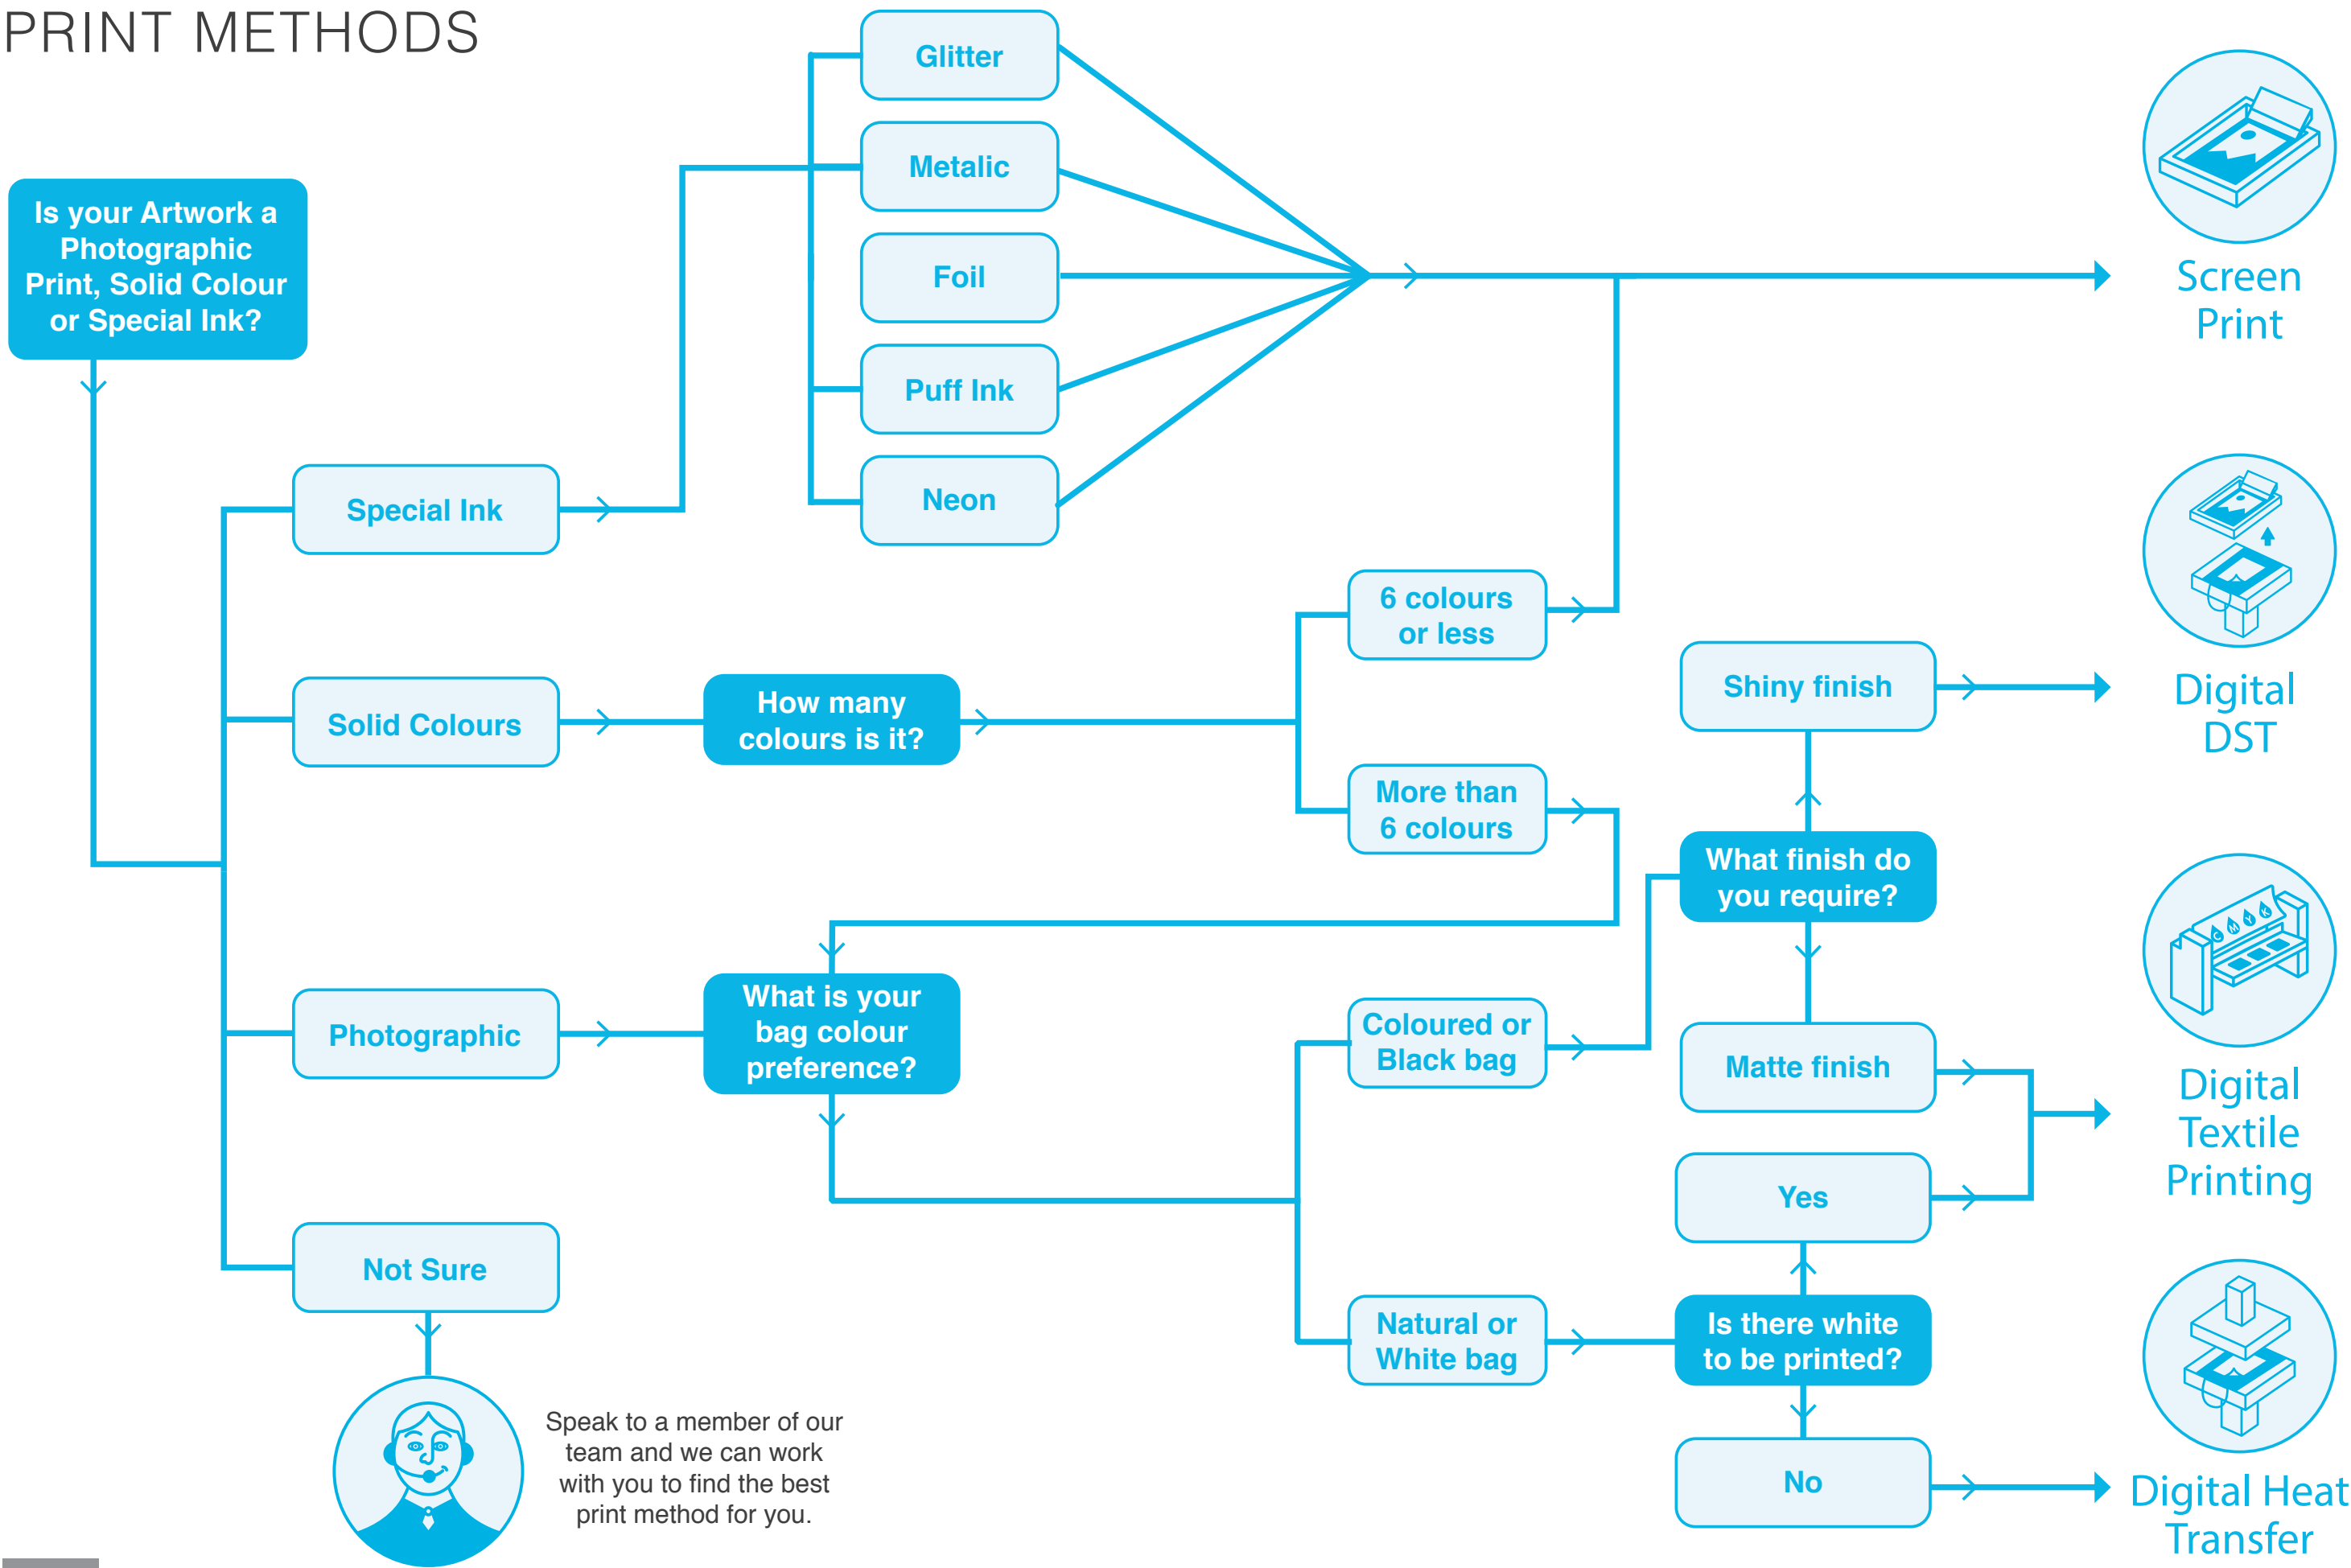 PRINT METHODS
Is your Artwork a
Photographic
Print, Solid Colour
or Special Ink?
Special Ink
Glitter
Metalic
Foil
Puff Ink
Neon
Screen
Print
Solid Colours
How many
colours is it?
6 colours
or less
More than
6 colours
Shiny finish
Digital
DST
What finish do
you require?
Photographic
What is your
bag colour
preference?
Coloured or
Black bag
Matte finish
C M Y K
Digital
Textile
Printing
Yes
Natural or
White bag
Is there white
to be printed?
No
Digital Heat
Transfer
Not Sure
Speak to a member of our
team and we can work
with you to find the best
print method for you.